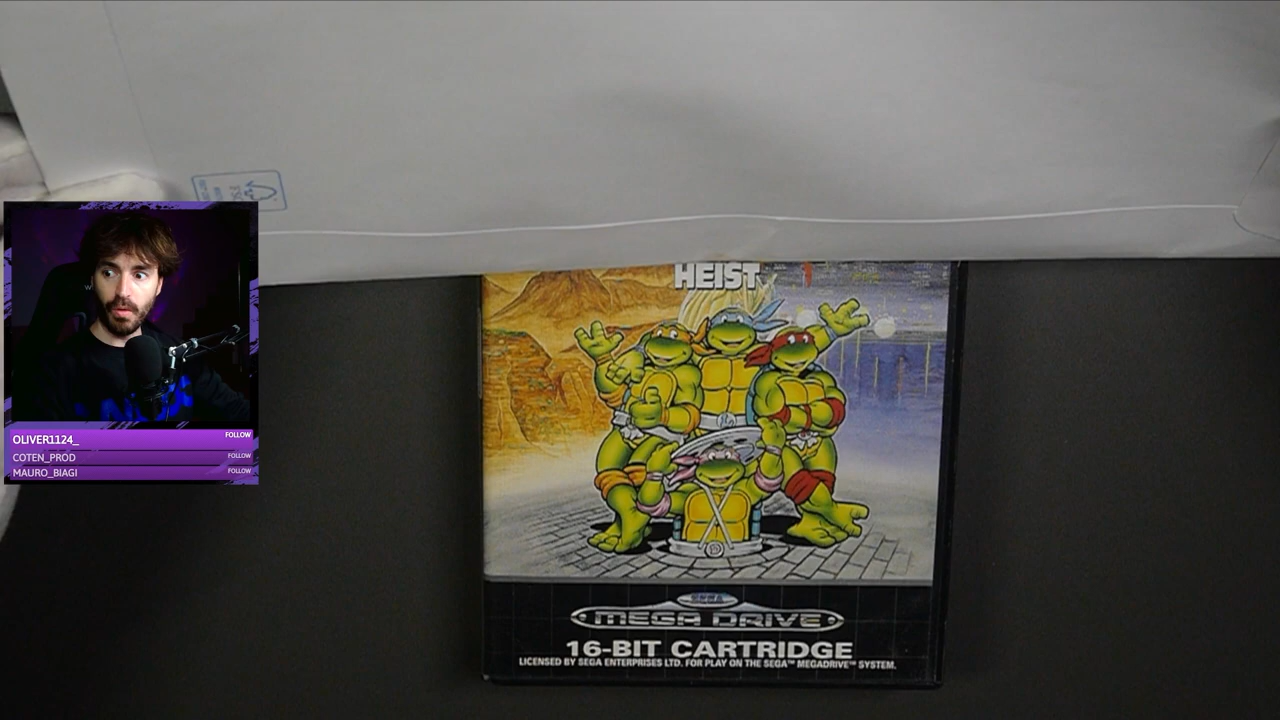 HEIST
OLIVER1124_ FOLLOW
COTEN_PROD FOLLOW
MAURO_BIAGI FOLLOW
SEGA
MEGA DRIVE
16-BIT CARTRIDGE
LICENSED BY SEGA ENTERPRISES LTD. FOR PLAY ON THE SEGA™ MEGADRIVE™ SYSTEM.